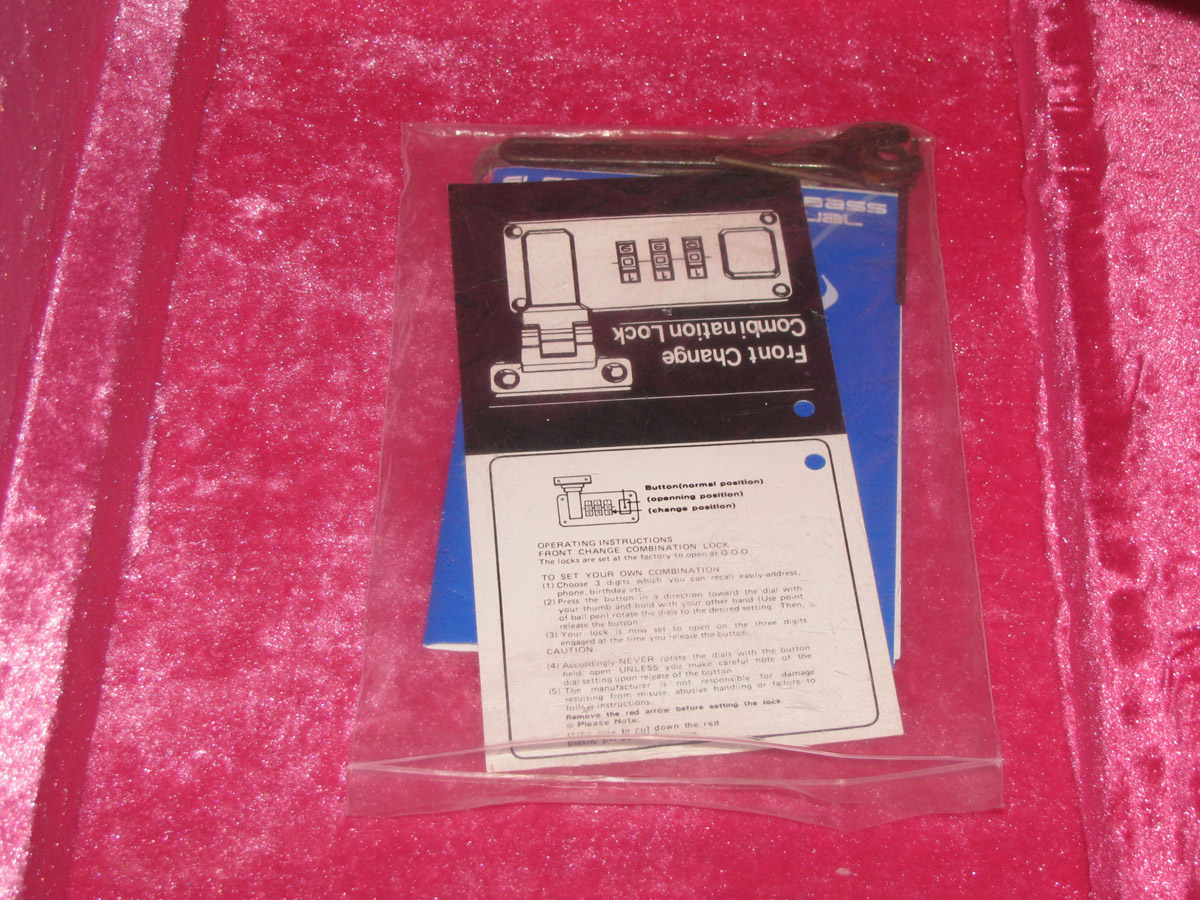 Front Change
Combination Lock
Button(normal position)
(openning position)
(change position)
OPERATING INSTRUCTIONS
FRONT CHANGE COMBINATION LOCK
The locks are set at the factory to open at O-O-O
TO SET YOUR OWN COMBINATION
(1) Choose 3 digits which you can recall easily-address,
phone, birthday etc.
(2) Press the button in a direction toward the dial with
your thumb and hold with your other hand (Use point
of ball pen) rotate the dials to the desired setting. Then,
release the button
(3) Your lock is now set to open on the three digits
engaged at the time you release the button.
CAUTION:
(4) Accordingly NEVER rotate the dials with the button
held open UNLESS you make careful note of the
dial setting upon release of the button
(5) The manufacturer is not responsible for damage
resulting from misuse, abusive handling or failure to
follow instructions.
Remove the red arrow before setting the lock.
Please Note:
Make sure to cut down the red